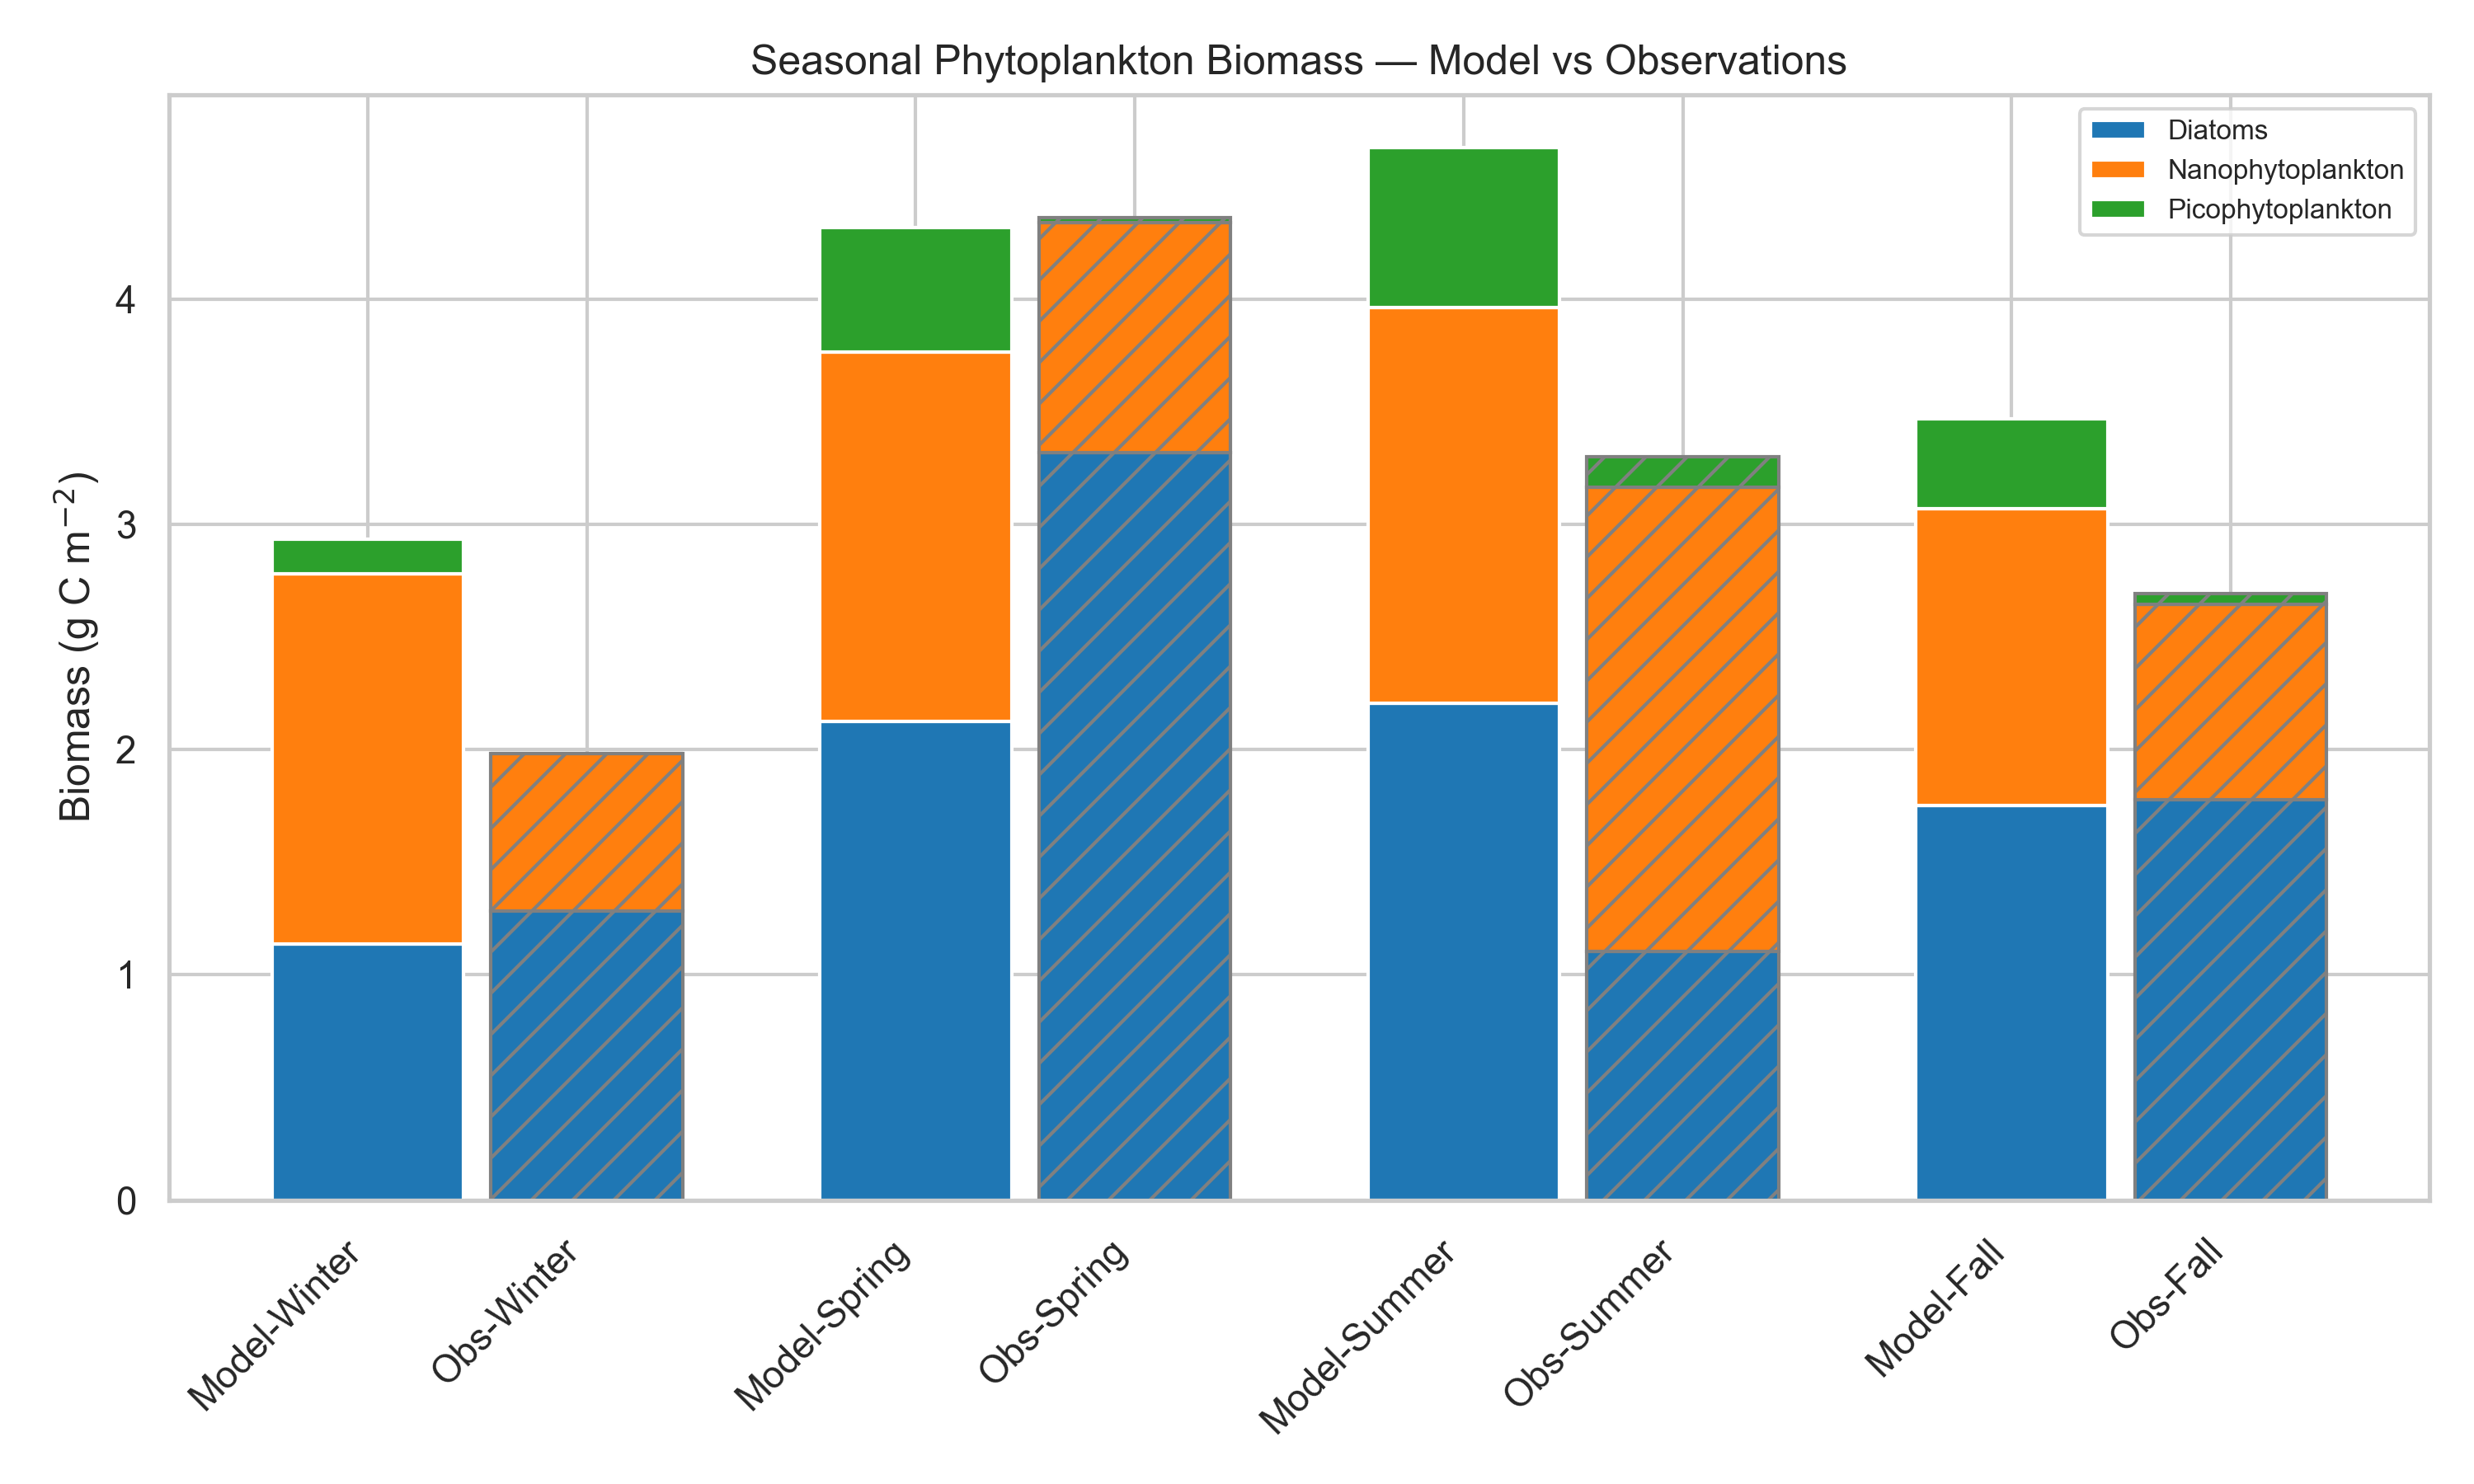 Seasonal Phytoplankton Biomass — Model vs Observations
Diatoms
Nanophytoplankton
Picophytoplankton
Biomass (g C m⁻²)
4
3
2
1
0
Model-Winter
Obs-Winter
Model-Spring
Obs-Spring
Model-Summer
Obs-Summer
Model-Fall
Obs-Fall